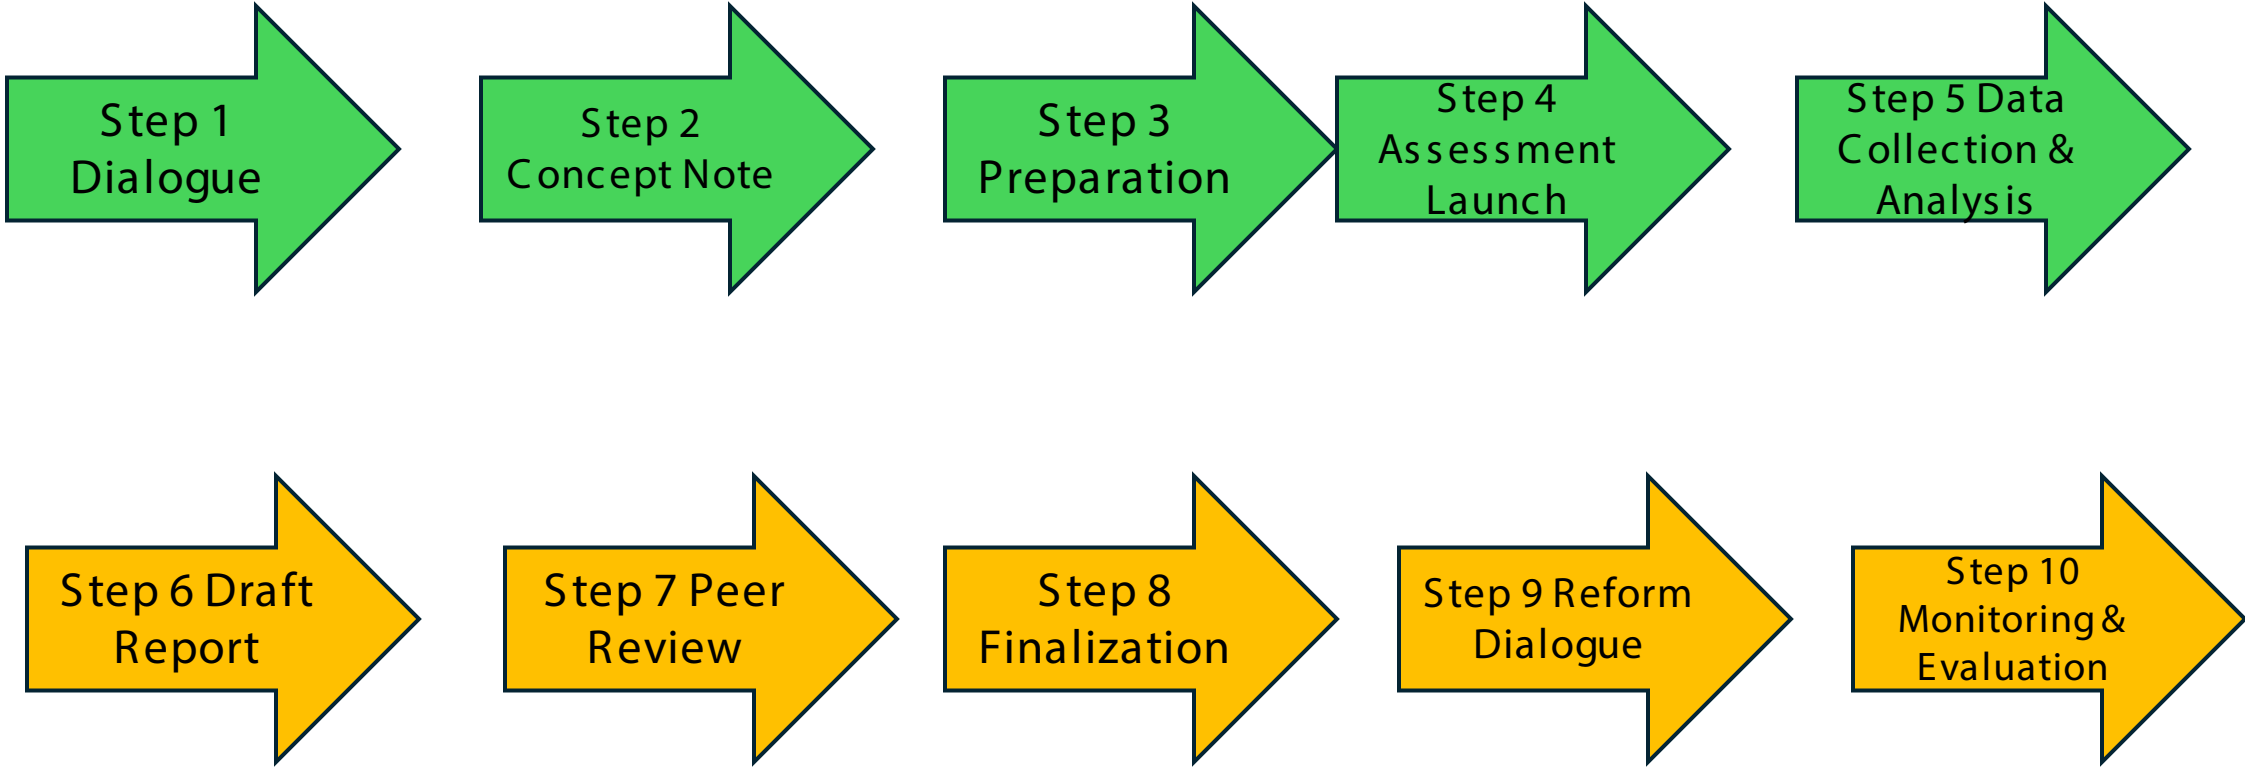 Step 1
Dialogue
Step 2
Concept Note
Step 3
Preparation
Step 4
Assessment
Launch
Step 5 Data
Collection &
Analysis
Step 6 Draft
Report
Step 7 Peer
Review
Step 8
Finalization
Step 9 Reform
Dialogue
Step 10
Monitoring &
Evaluation